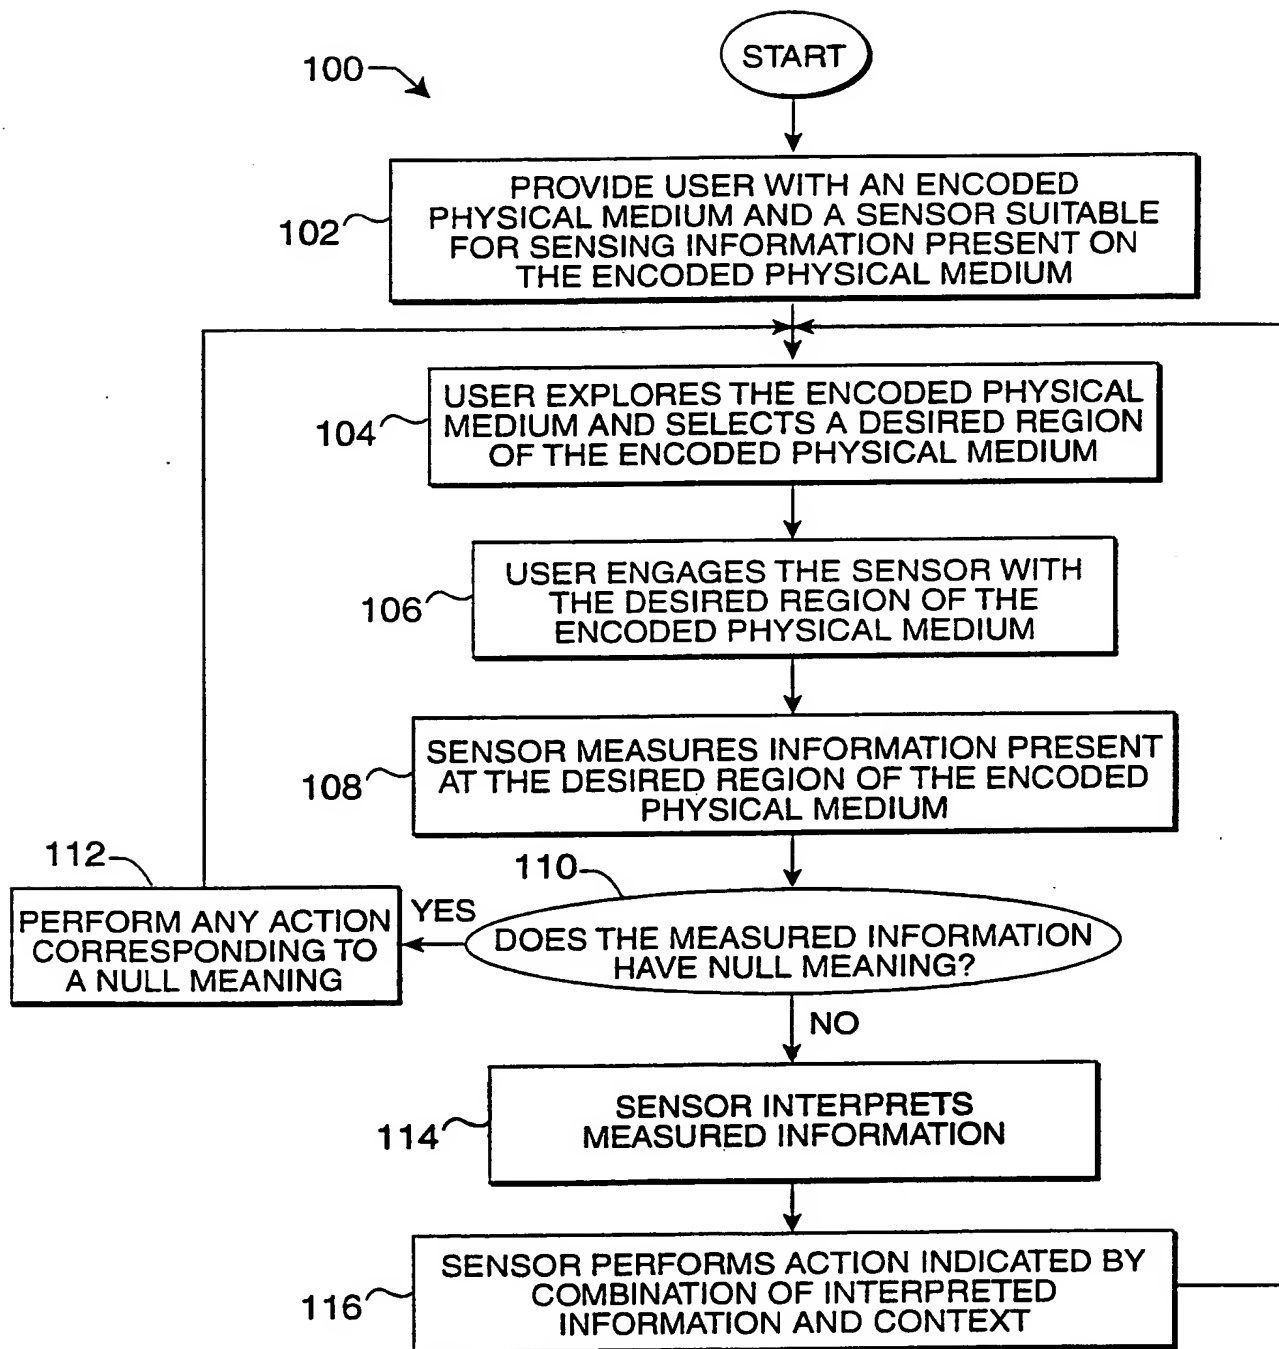 START
100
PROVIDE USER WITH AN ENCODED
PHYSICAL MEDIUM AND A SENSOR SUITABLE
FOR SENSING INFORMATION PRESENT ON
THE ENCODED PHYSICAL MEDIUM
102
USER EXPLORES THE ENCODED PHYSICAL
MEDIUM AND SELECTS A DESIRED REGION
OF THE ENCODED PHYSICAL MEDIUM
104
USER ENGAGES THE SENSOR WITH
THE DESIRED REGION OF THE
ENCODED PHYSICAL MEDIUM
106
SENSOR MEASURES INFORMATION PRESENT
AT THE DESIRED REGION OF THE ENCODED
PHYSICAL MEDIUM
108
110
DOES THE MEASURED INFORMATION
HAVE NULL MEANING?
YES
112
PERFORM ANY ACTION
CORRESPONDING TO
A NULL MEANING
NO
SENSOR INTERPRETS
MEASURED INFORMATION
114
SENSOR PERFORMS ACTION INDICATED BY
COMBINATION OF INTERPRETED
INFORMATION AND CONTEXT
116